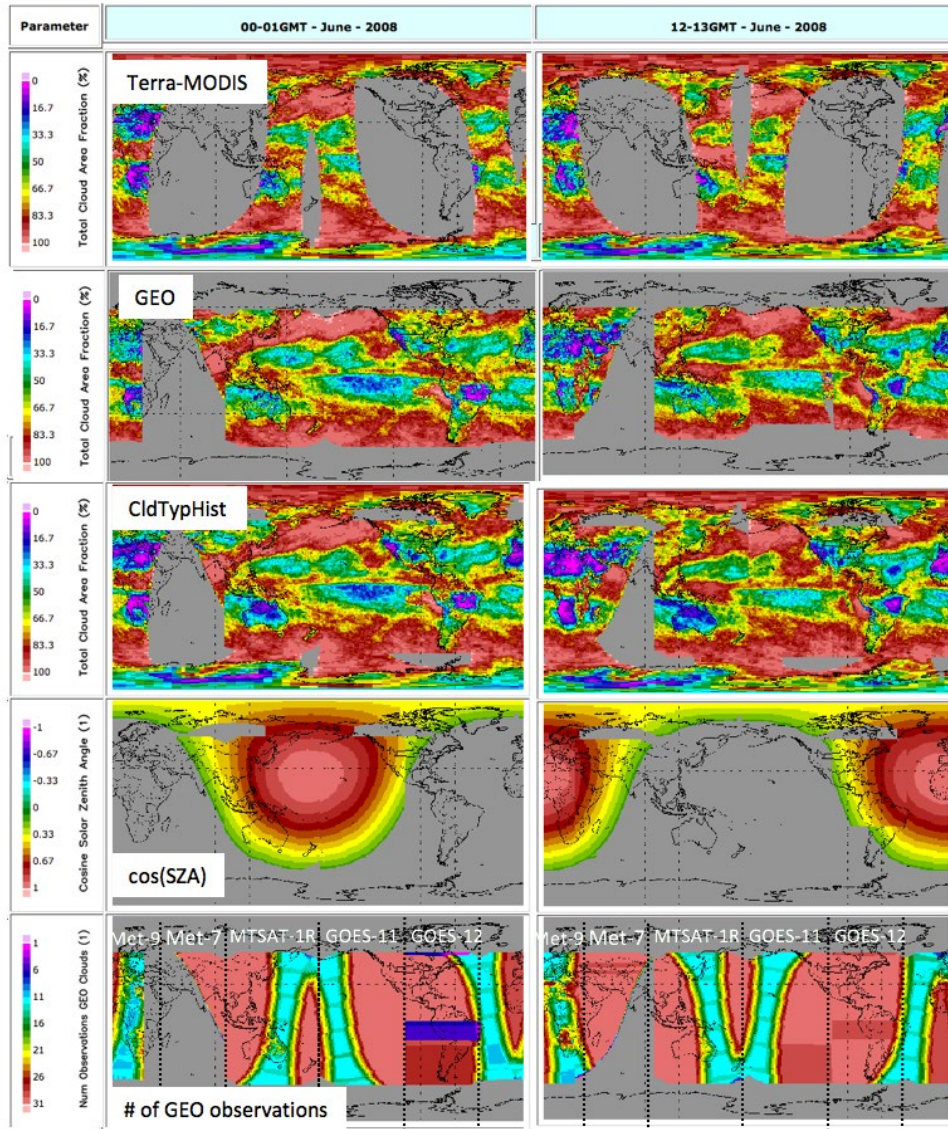 Parameter
00-01GMT - June - 2008
12-13GMT - June - 2008
Total Cloud Area Fraction (%)
0
16.7
33.3
50
66.7
83.3
100
Terra-MODIS
Total Cloud Area Fraction (%)
0
16.7
33.3
50
66.7
83.3
100
GEO
Total Cloud Area Fraction (%)
0
16.7
33.3
50
66.7
83.3
100
CldTypHist
Cosine Solar Zenith Angle (1)
-1
-0.67
-0.33
0
0.33
0.67
1
cos(SZA)
Num Observations GEO Clouds (1)
1
6
11
16
21
26
31
Met-9 Met-7 MTSAT-1R GOES-11 GOES-12
Met-9 Met-7 MTSAT-1R GOES-11 GOES-12
# of GEO observations